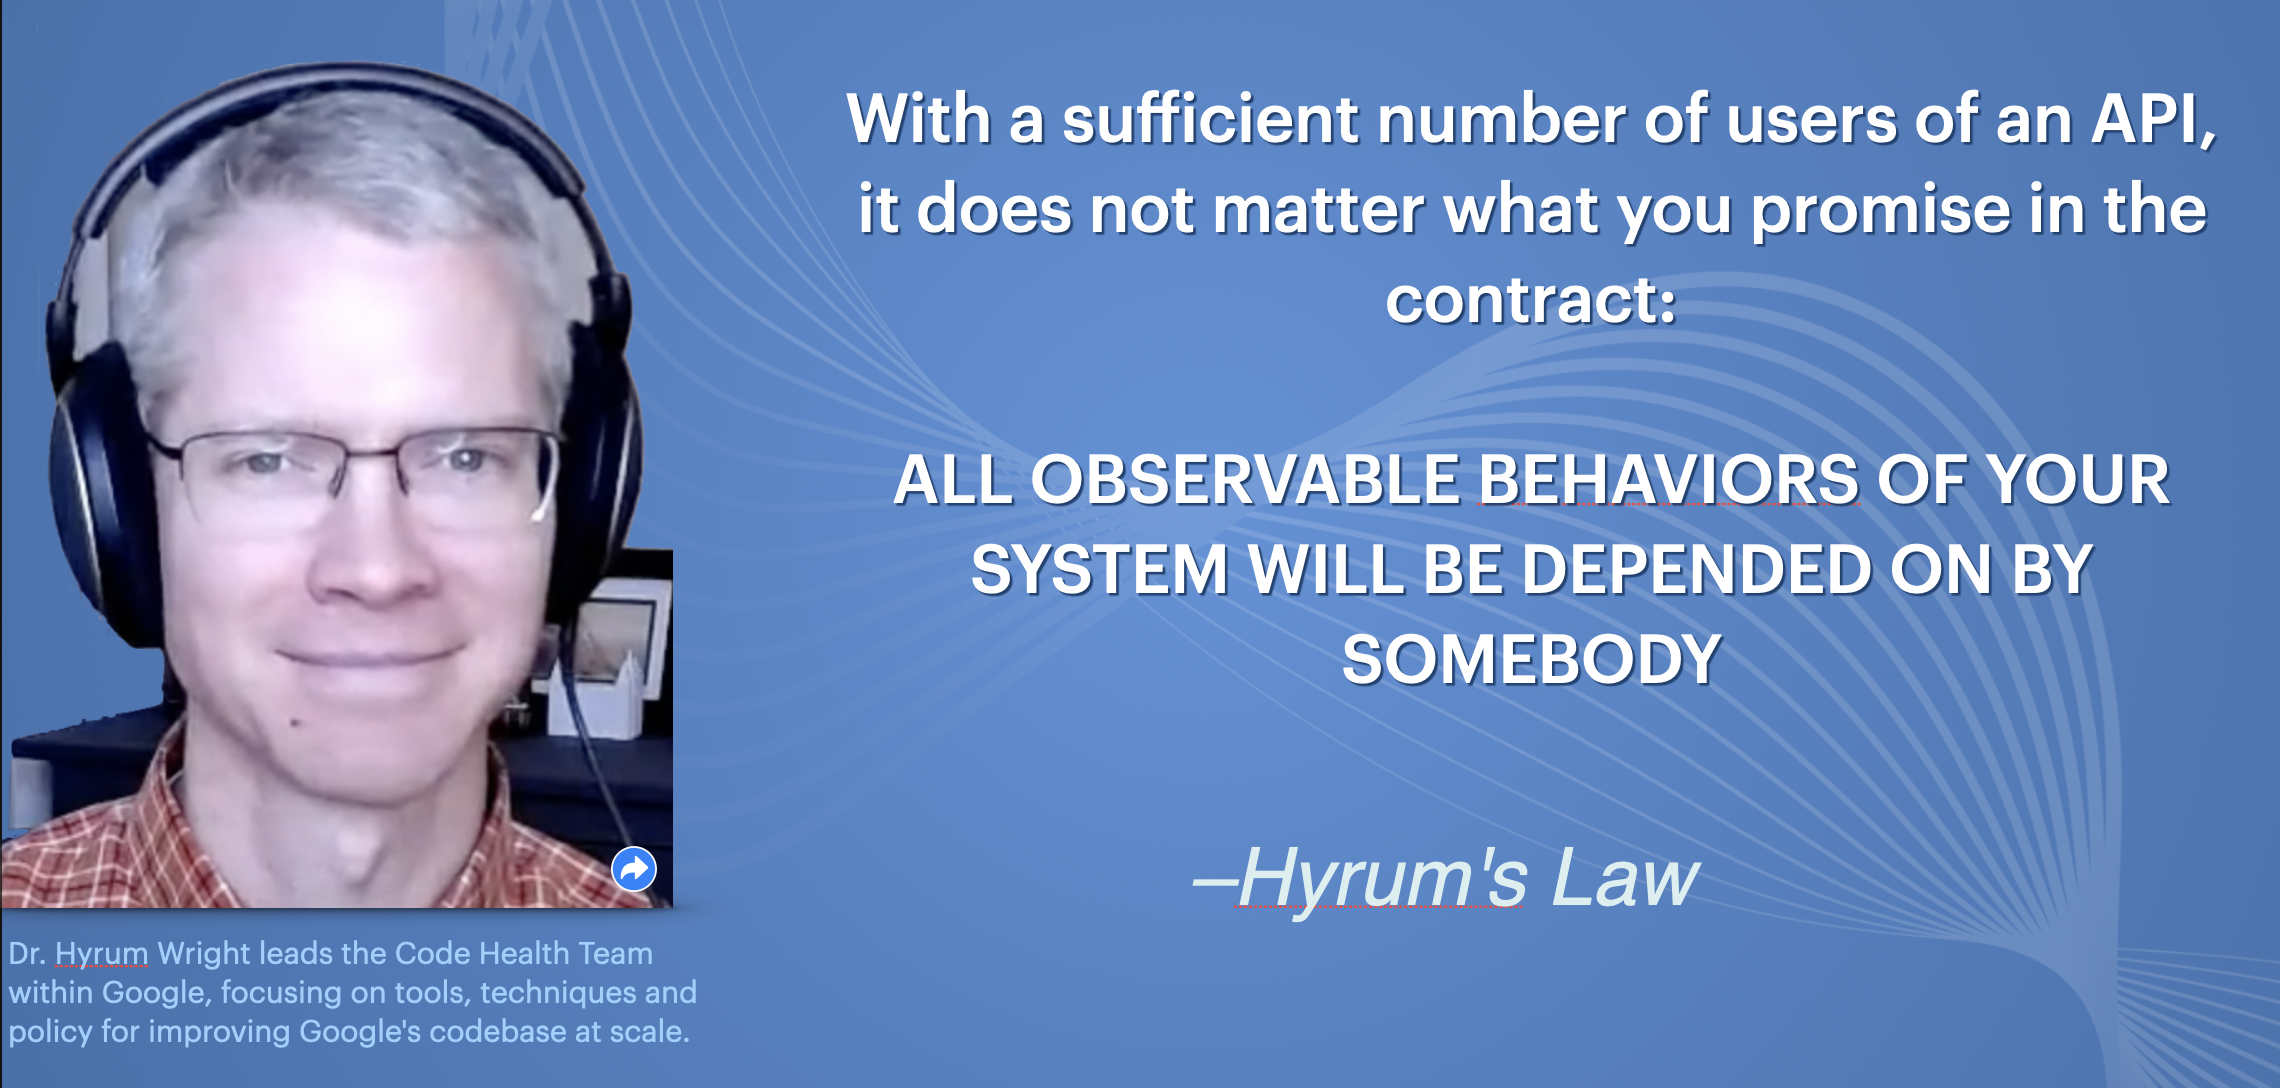 With a sufficient number of users of an API,
it does not matter what you promise in the
contract:
ALL OBSERVABLE BEHAVIORS OF YOUR
SYSTEM WILL BE DEPENDED ON BY
SOMEBODY
–Hyrum's Law
Dr. Hyrum Wright leads the Code Health Team
within Google, focusing on tools, techniques and
policy for improving Google's codebase at scale.